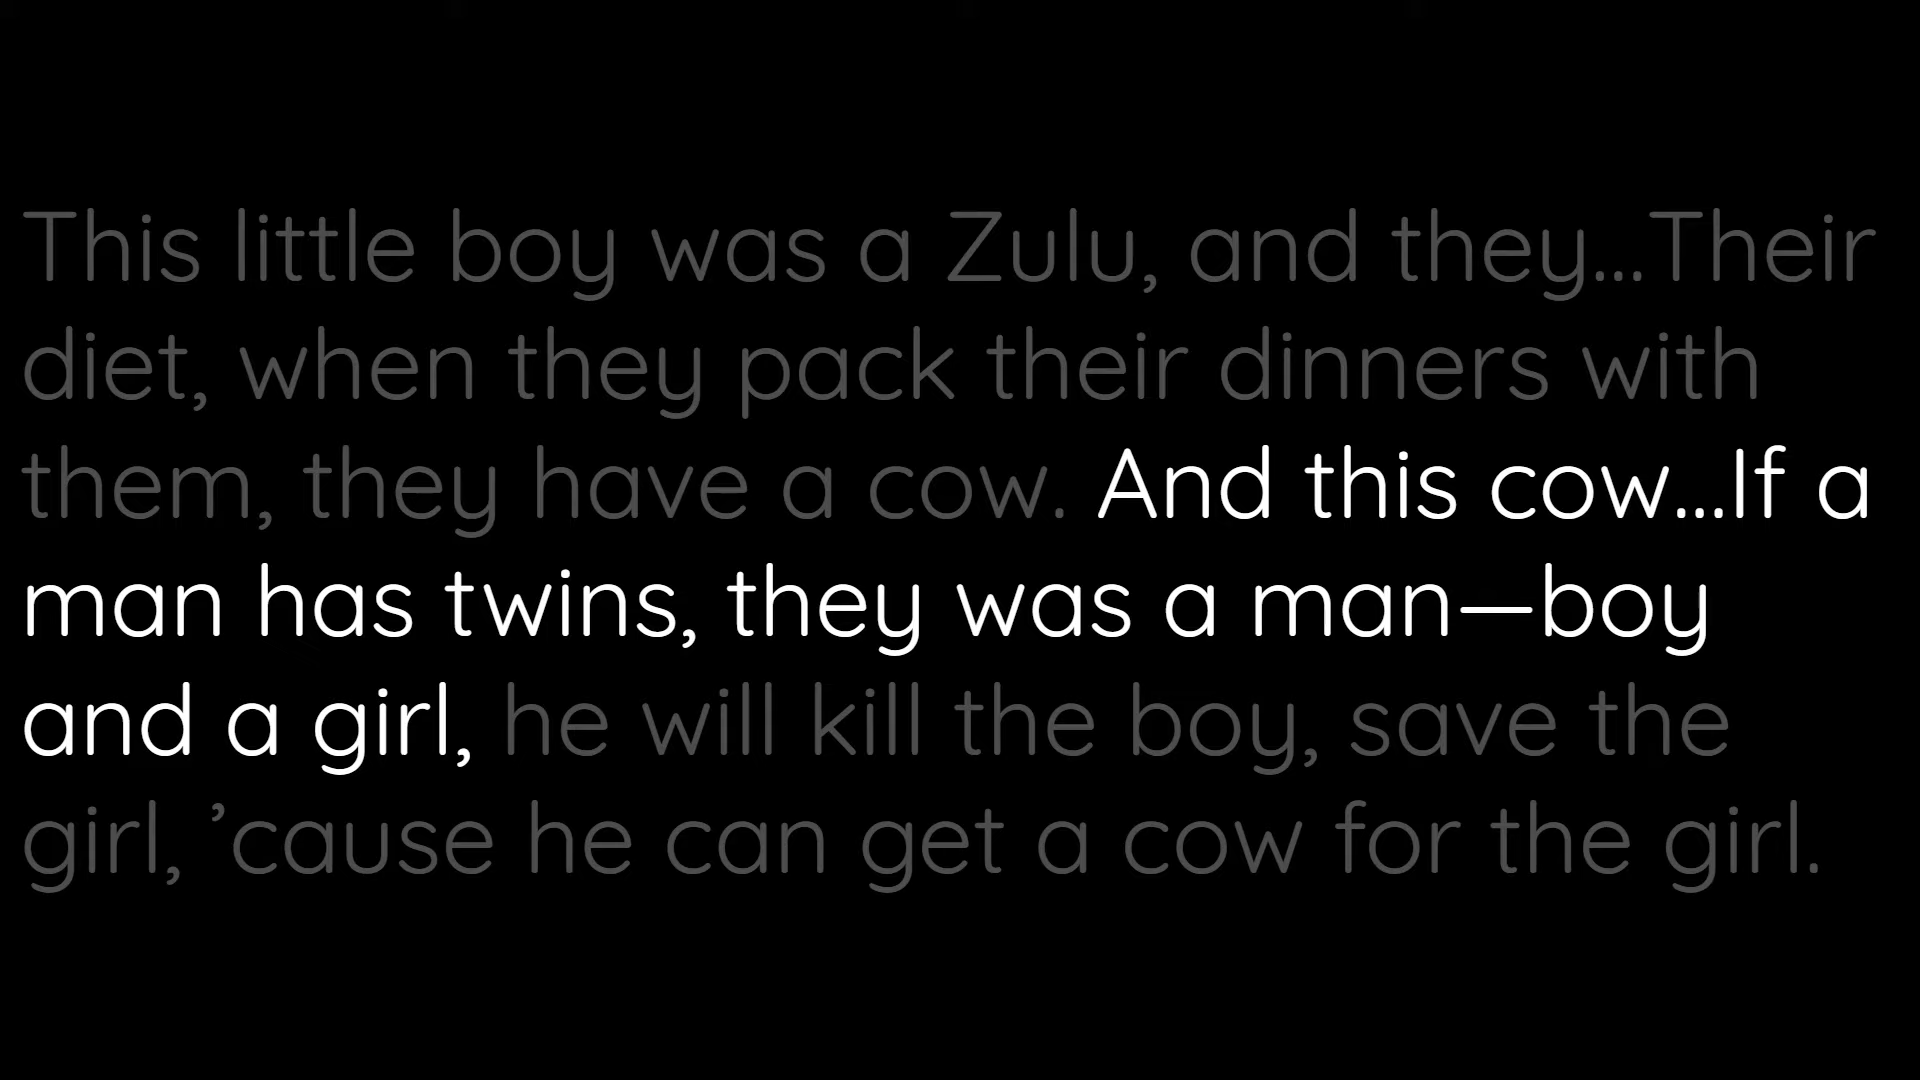 This little boy was a Zulu, and they...Their
diet, when they pack their dinners with
them, they have a cow. And this cow...If a
man has twins, they was a man—boy
and a girl, he will kill the boy, save the
girl, ’cause he can get a cow for the girl.